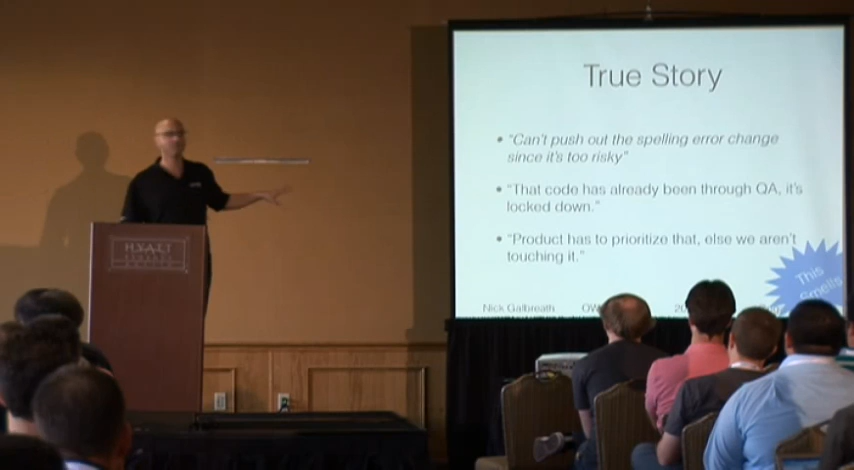 True Story
• “Can't push out the spelling error change
since it's too risky”
• “That code has already been through QA, it's
locked down.”
• “Product has to prioritize that, else we aren't
touching it.”
This
Smells
Nick Galbreath
HYATT